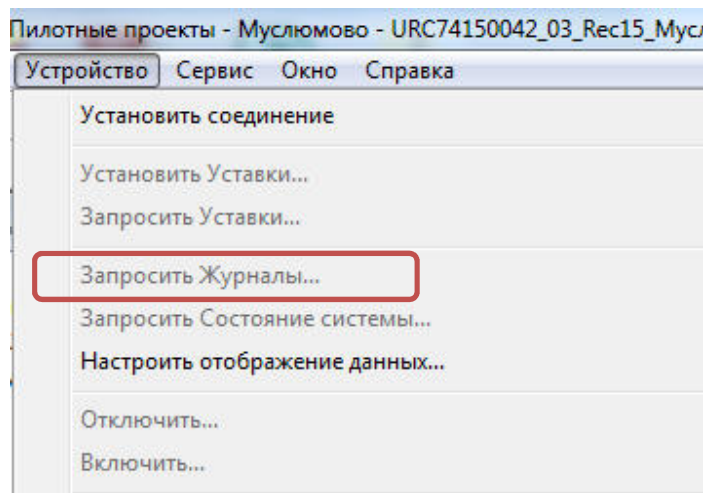 Пилотные проекты - Муслюмово - URC74150042_03_Rec15_Мусл
Устройство Сервис Окно Справка
Установить соединение
Установить Уставки...
Запросить Уставки...
Запросить Журналы...
Запросить Состояние системы...
Настроить отображение данных...
Отключить...
Включить...